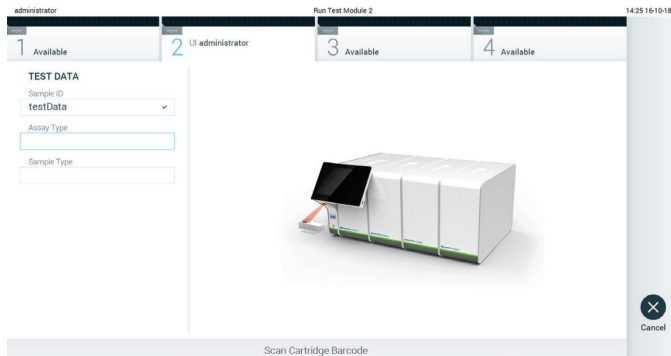 administrator
Run Test Module 2
14:25 16-10-18
1 Available
2 UI administrator
3 Available
4 Available
TEST DATA
Sample ID
testData
Assay Type
Sample Type
Cancel
Scan Cartridge Barcode